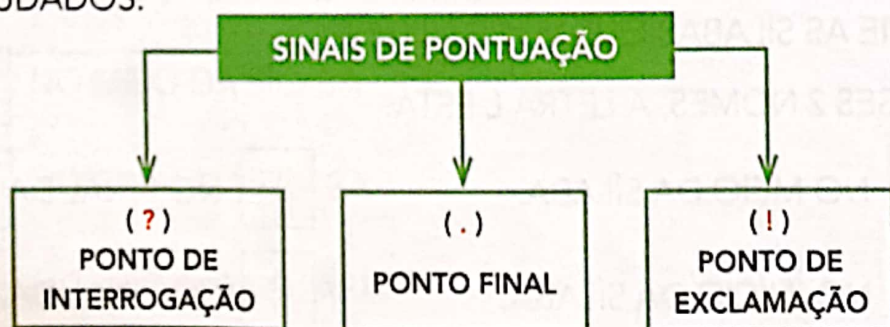 SINAIS DE PONTUAÇÃO
(?)
PONTO DE
INTERROGAÇÃO
(.)
PONTO FINAL
(!)
PONTO DE
EXCLAMAÇÃO